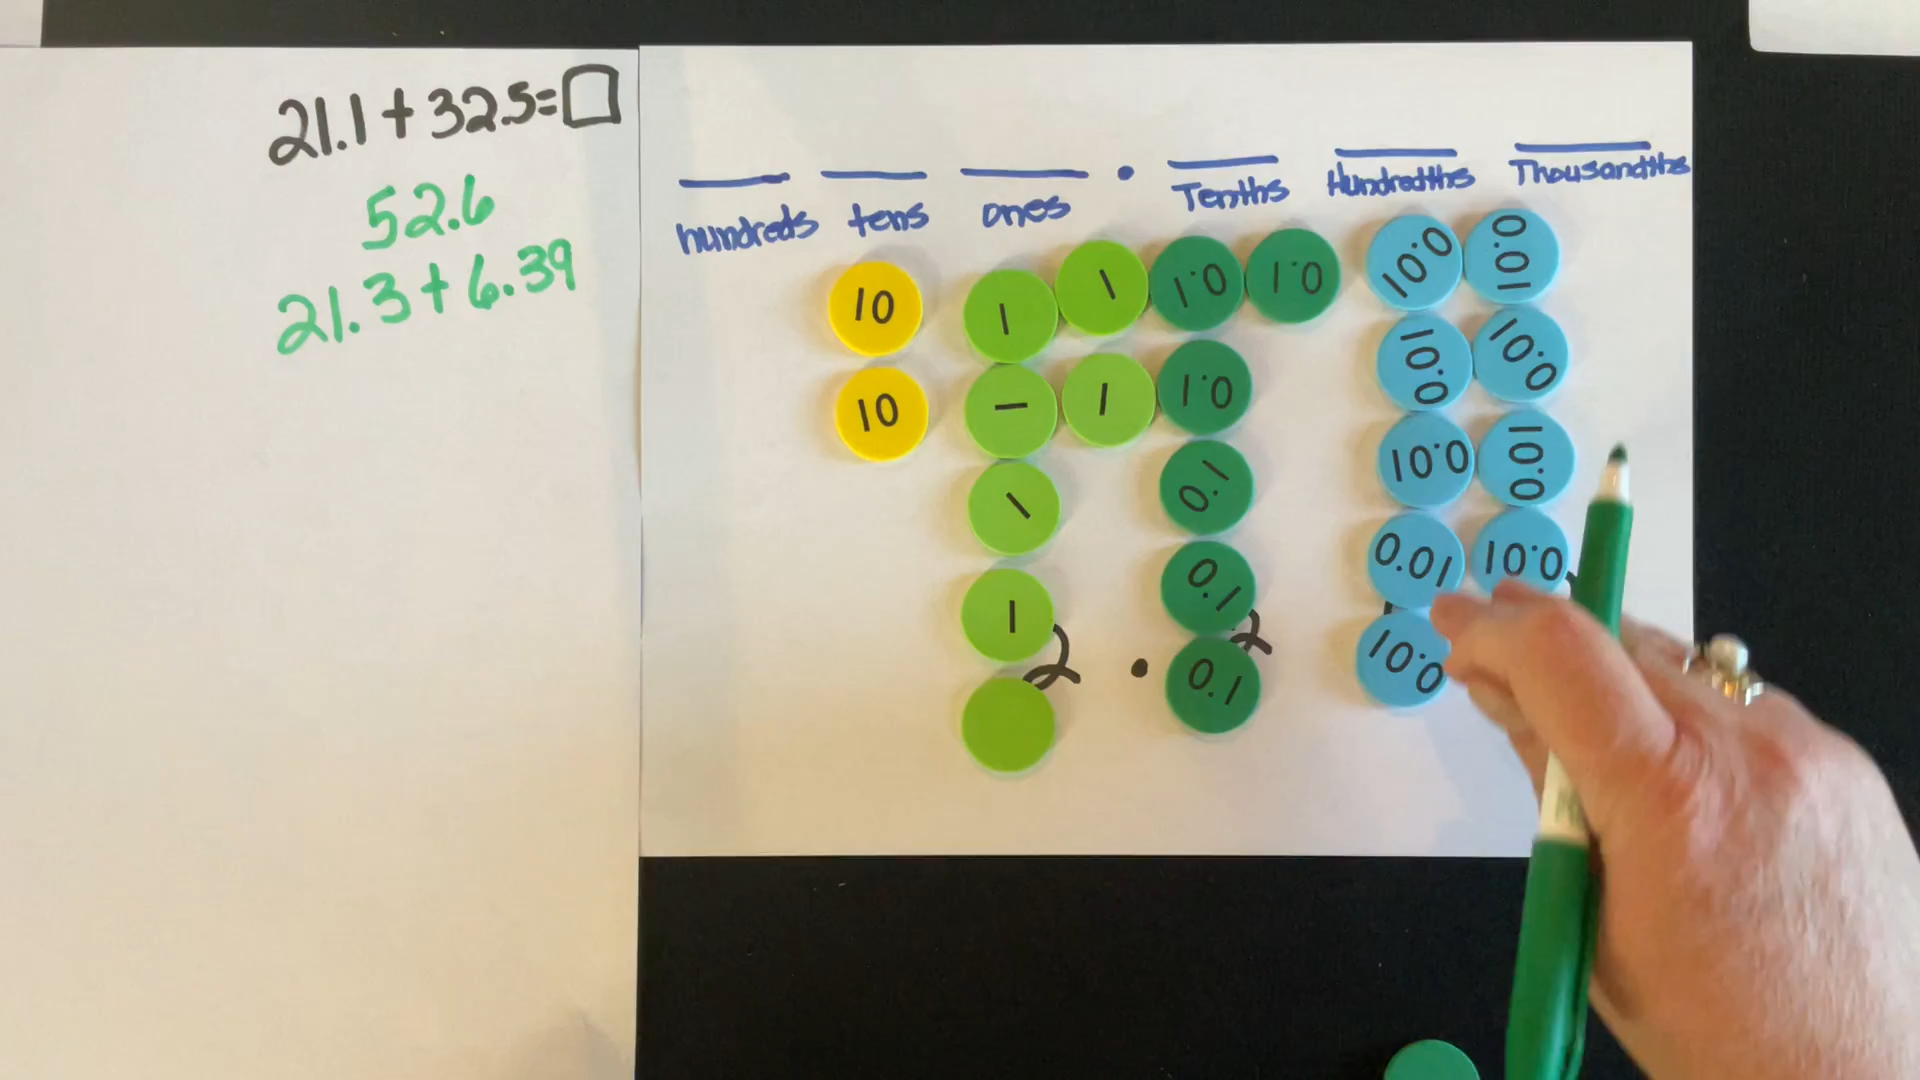 21.1+32.5=
52.6
21.3+6.39
hundreds tens ones . Tenths Hundredths Thousandths
10 1 1 0.1 0.1 0.01 0.01
10 1 1 0.1 0.01 0.01
1 0.1 0.01 0.01
1 0.1 0.01 0.01
2 . 2
0.1 0.01